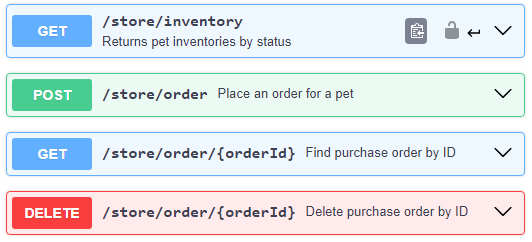 GET /store/inventory
Returns pet inventories by status
POST /store/order Place an order for a pet
GET /store/order/{orderId} Find purchase order by ID
DELETE /store/order/{orderId} Delete purchase order by ID